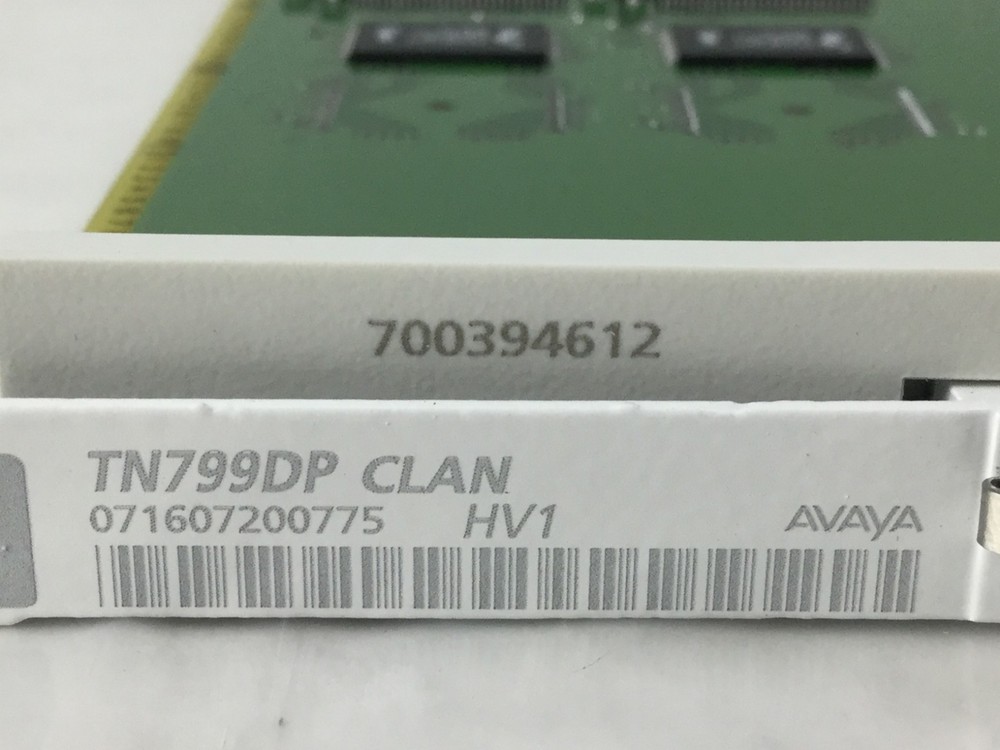 700394612
TN799DP CLAN
071607200775 HV1 AVAYA